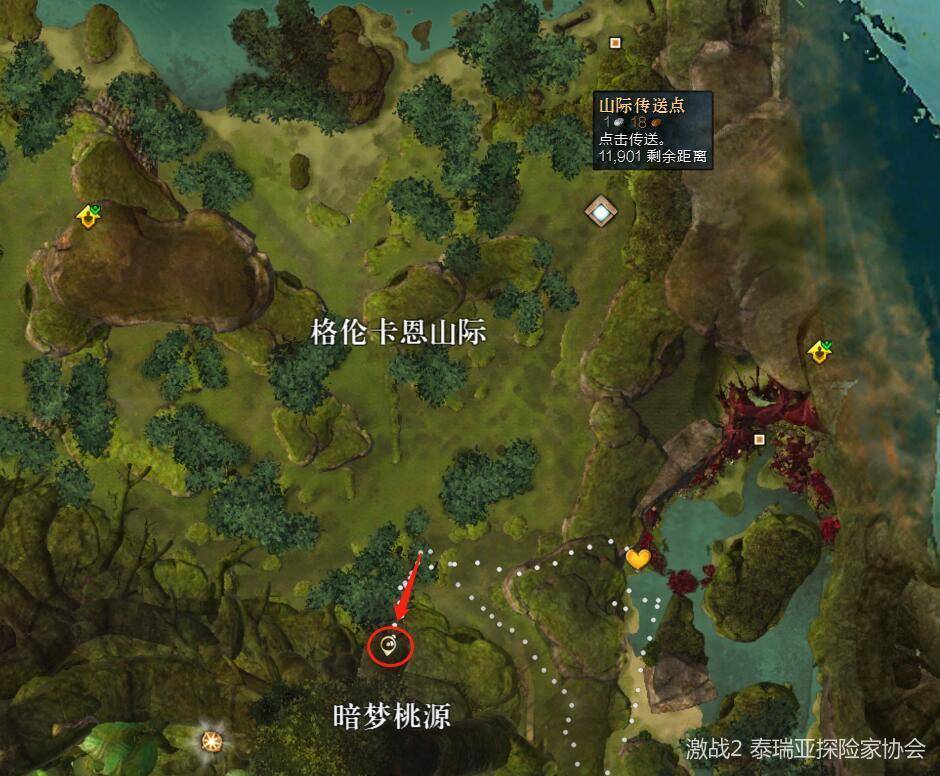 山际传送点
1 18
点击传送。
11,901 剩余距离
格伦卡恩山际
暗梦桃源
激战2 泰瑞亚探险家协会